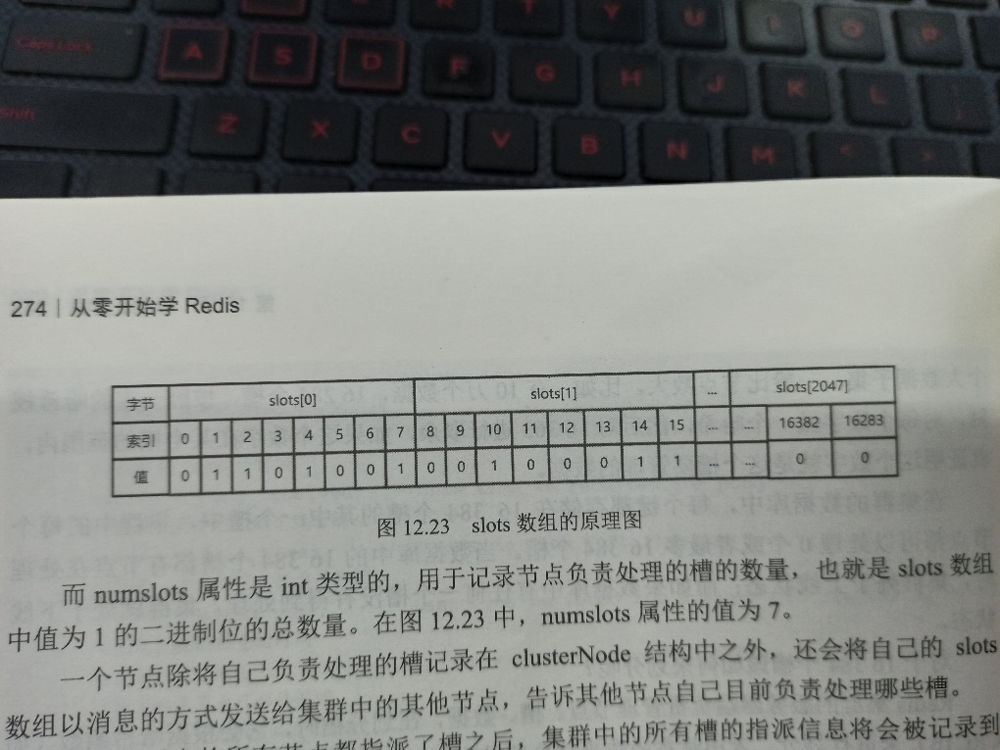 Caps Lock A S D F G H J K L
Shift Z X C V B N M < >
274 | 从零开始学 Redis
字节 slots[0] slots[1] ... slots[2047]
索引 0 1 2 3 4 5 6 7 8 9 10 11 12 13 14 15 ... ... 16382 16283
值 0 1 1 0 1 0 0 1 0 0 1 0 0 0 1 1 ... ... 0 0
图 12.23 slots 数组的原理图
而 numslots 属性是 int 类型的，用于记录节点负责处理的槽的数量，也就是 slots 数组
中值为 1 的二进制位的总数量。在图 12.23 中，numslots 属性的值为 7。
一个节点除将自己负责处理的槽记录在 clusterNode 结构中之外，还会将自己的 slots
数组以消息的方式发送给集群中的其他节点，告诉其他节点自己目前负责处理哪些槽。
所有节点都指派了槽之后，集群中的所有槽的指派信息将会被记录到